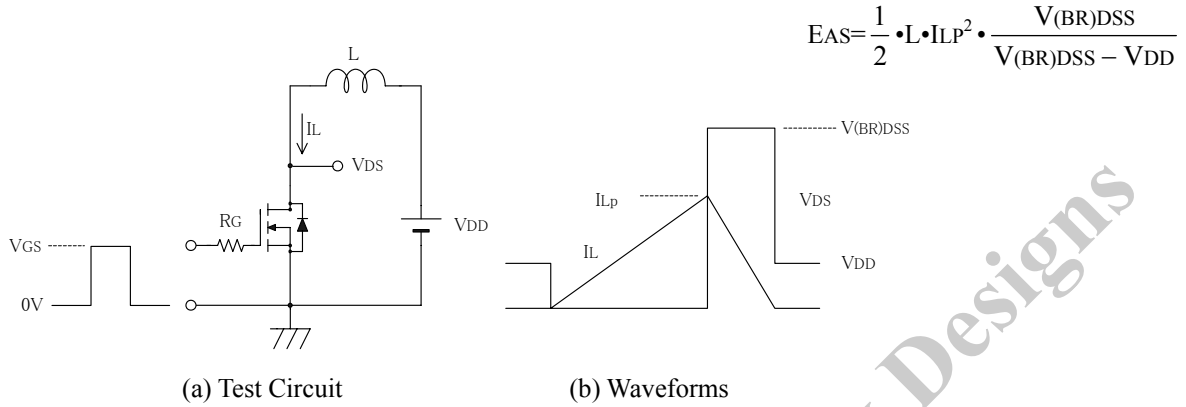 EAS=1/2 •L•ILP² • V(BR)DSS / V(BR)DSS – VDD
L
IL
VDS
RG
VDD
VGS
0V
V(BR)DSS
ILp
VDS
IL
VDD
(a) Test Circuit
(b) Waveforms
Designs